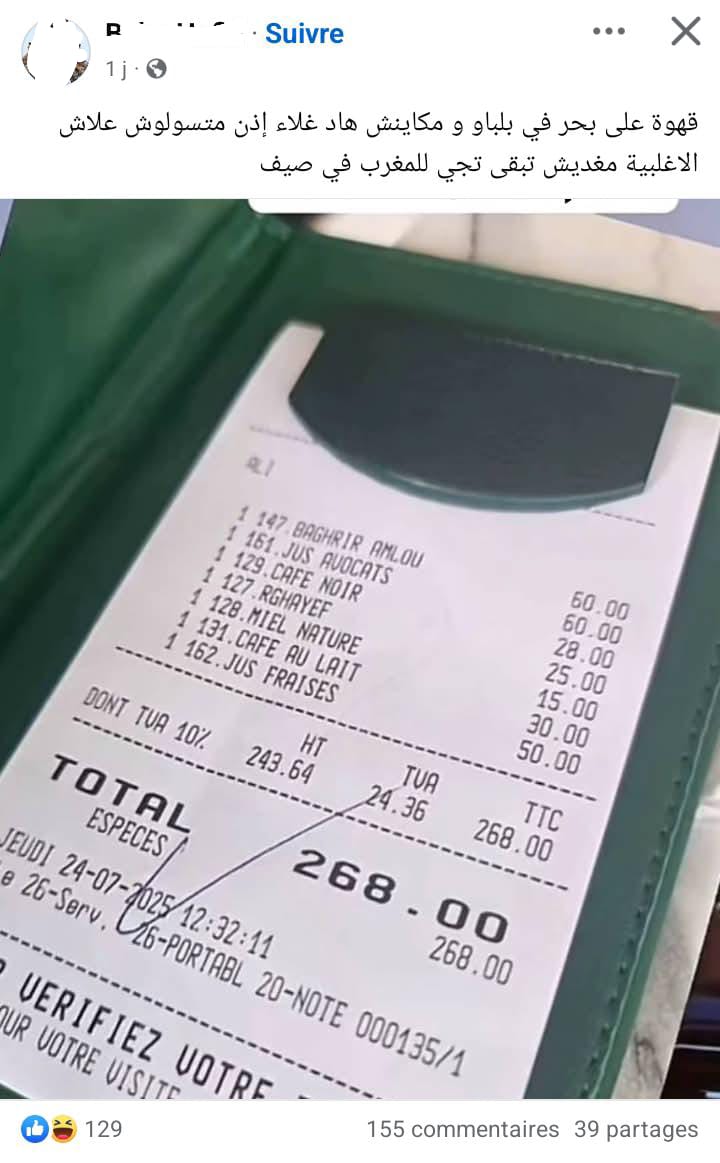 Suivre
1 j
قهوة على بحر في بلباو و مكاينش هاد غلاء إذن متسولوش علاش
الاغلبية مغديش تبقى تجي للمغرب في صيف
ALI
1 147.BAGHRIR AMLOU 60.00
1 161.JUS AVOCATS 60.00
1 129.CAFE NOIR 28.00
1 127.RGHAYEF 25.00
1 128.MIEL NATURE 15.00
1 131.CAFE AU LAIT 30.00
1 162.JUS FRAISES 50.00
HT TVA TTC
DONT TVA 10% 243.64 24.36 268.00
TOTAL 268.00
ESPECES 268.00
JEUDI 24-07-2025 12:32:11
26-Serv. 26-PORTABL 20-NOTE 000135/1
VERIFIEZ VOTRE
VOTRE VISITE
129
155 commentaires 39 partages